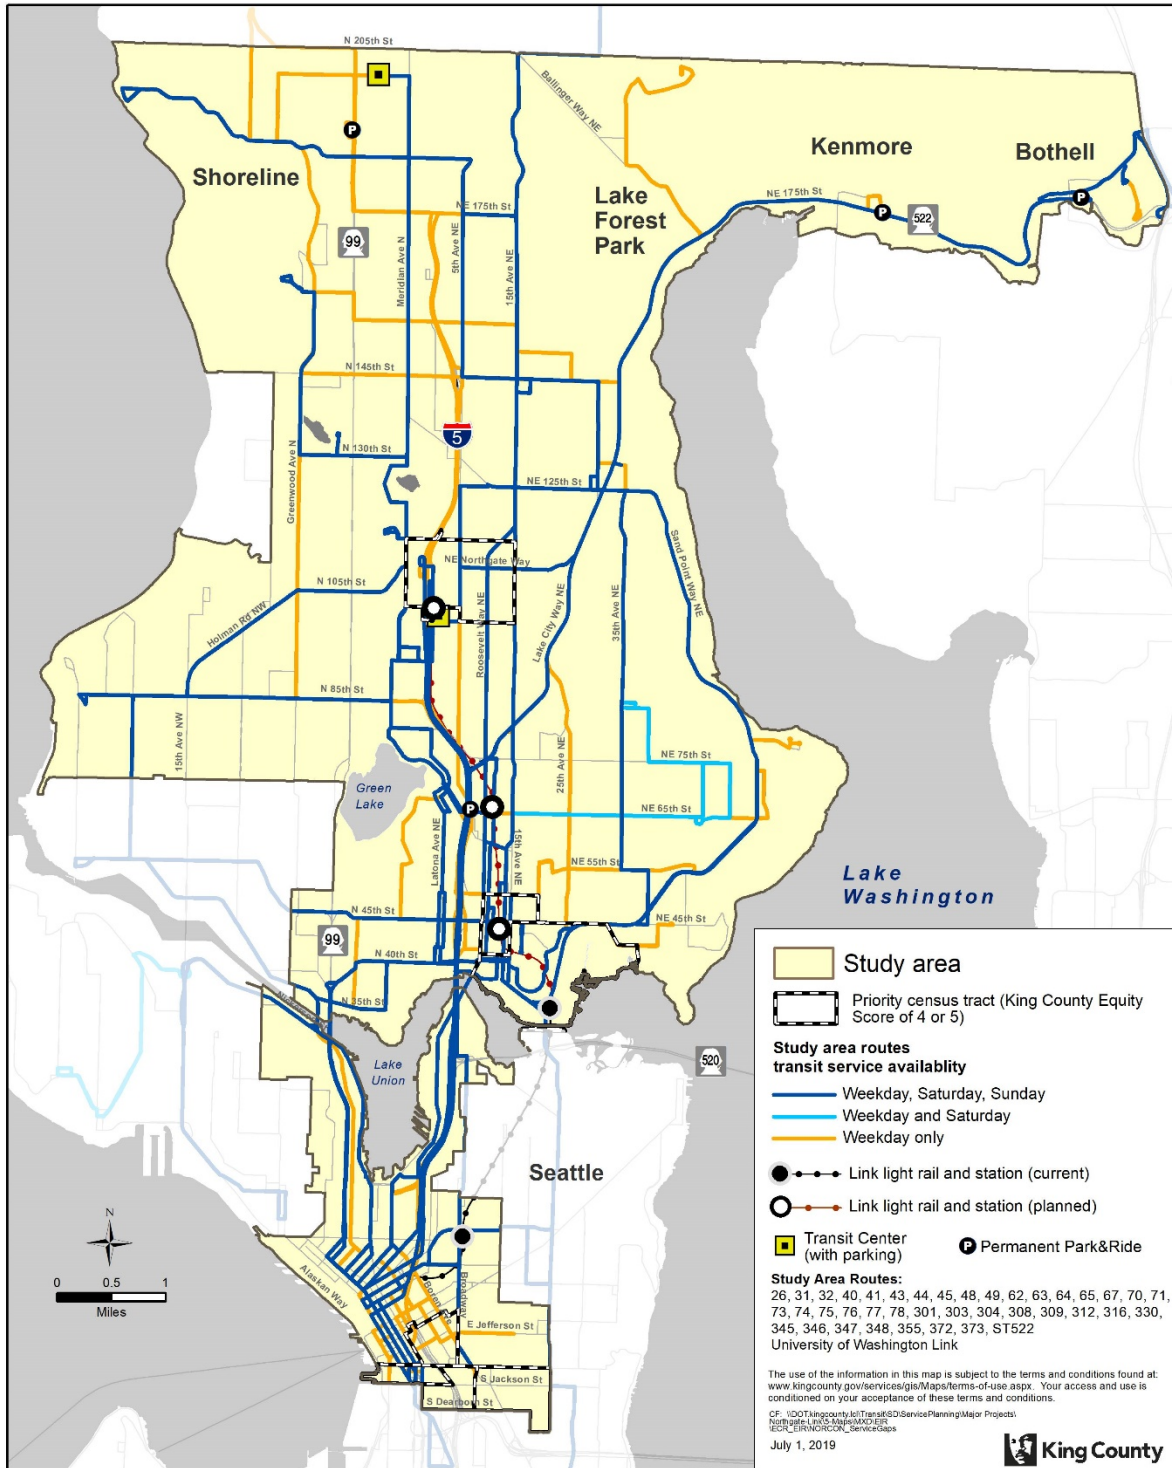 N 205th St
Ballinger Way NE
Kenmore
Bothell
Shoreline
NE 175th St
Lake
Forest
Park
NE 175th St
522
99
5th Ave NE
Meridian Ave N
15th Ave NE
N 145th St
5
Greenwood Ave N
N 130th St
NE 125th St
Sand Point Way NE
NE Northgate Way
N 105th St
Holman Rd NW
Roosevelt Way NE
Lake City Way NE
35th Ave NE
N 85th St
15th Ave NW
NE 75th St
25th Ave NE
Green
Lake
P
NE 65th St
Latona Ave NE
15th Ave NE
NE 55th St
Lake
Washington
N 45th St
NE 45th St
99
N 40th St
N 35th St
520
Lake
Union
Seattle
N
0 0.5 1
Miles
Alaskan Way
Broadway
E Jefferson St
S Jackson St
S Dearborn St
Study area
Priority census tract (King County Equity
Score of 4 or 5)
Study area routes
transit service availablity
Weekday, Saturday, Sunday
Weekday and Saturday
Weekday only
Link light rail and station (current)
Link light rail and station (planned)
Transit Center
(with parking)
P Permanent Park&Ride
Study Area Routes:
26, 31, 32, 40, 41, 43, 44, 45, 48, 49, 62, 63, 64, 65, 67, 70, 71,
73, 74, 75, 76, 77, 78, 301, 303, 304, 308, 309, 312, 316, 330,
345, 346, 347, 348, 355, 372, 373, ST522
University of Washington Link
The use of the information in this map is subject to the terms and conditions found at:
www.kingcounty.gov/services/gis/Maps/terms-of-use.aspx. Your access and use is
conditioned on your acceptance of these terms and conditions.
July 1, 2019
King County